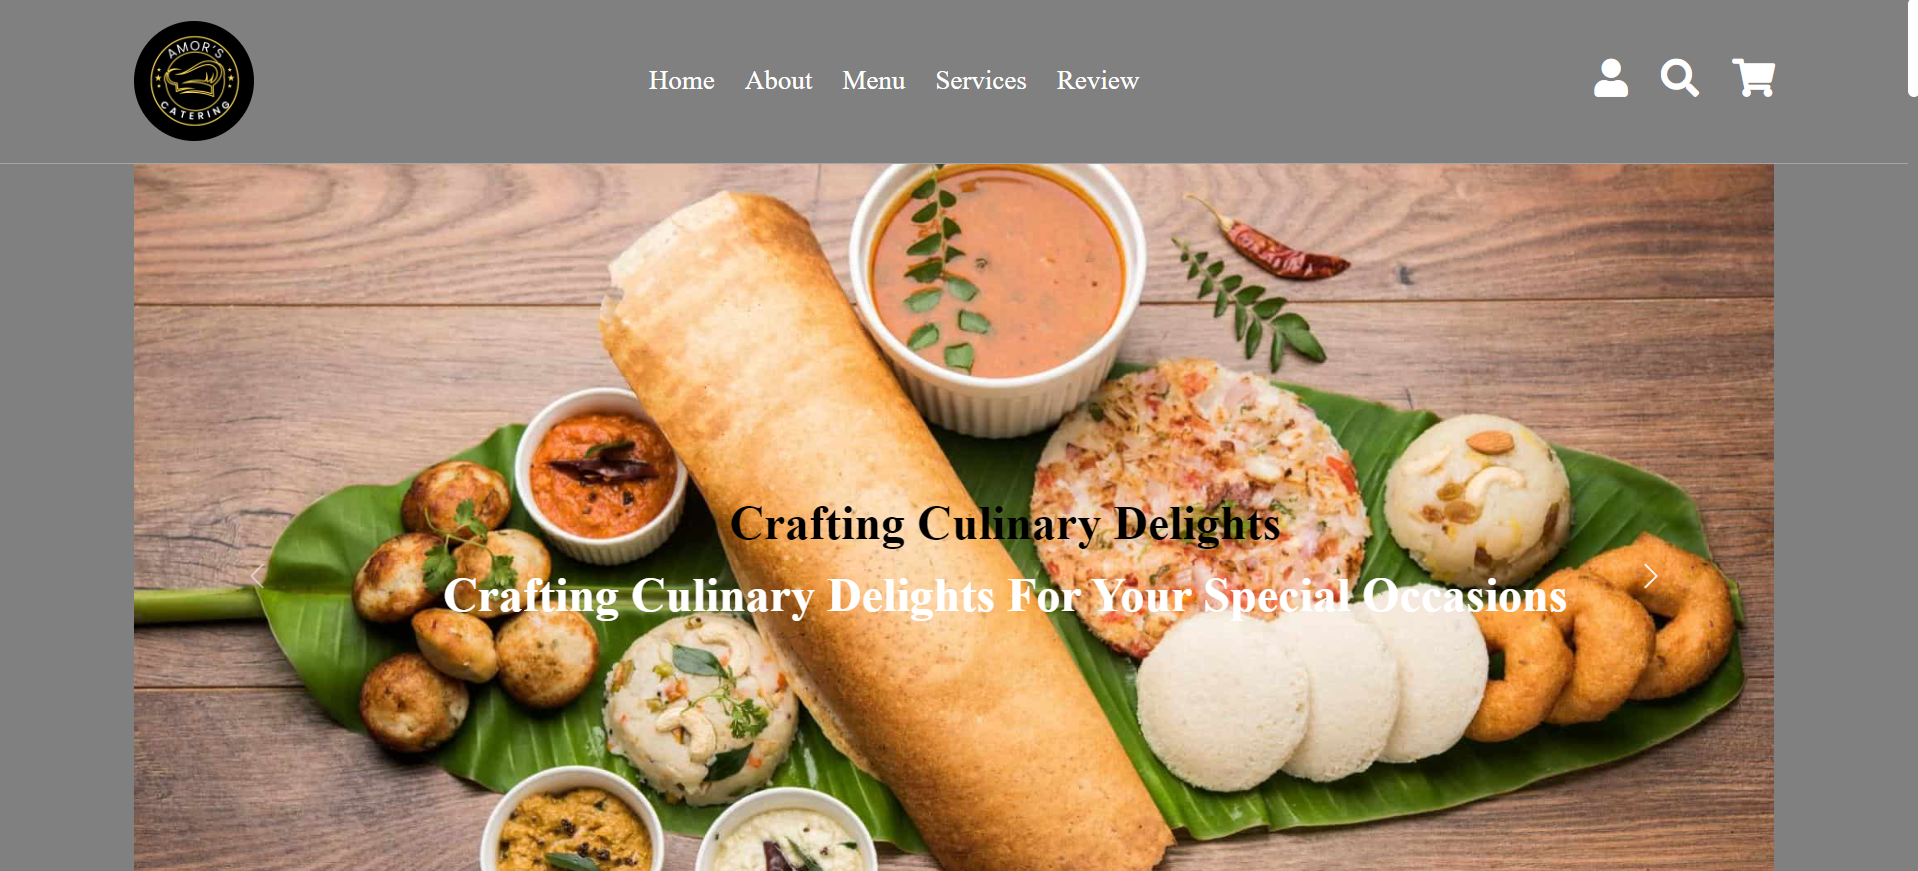 AMOR'S
CATERING
Home About Menu Services Review
Crafting Culinary Delights
Crafting Culinary Delights For Your Special Occasions